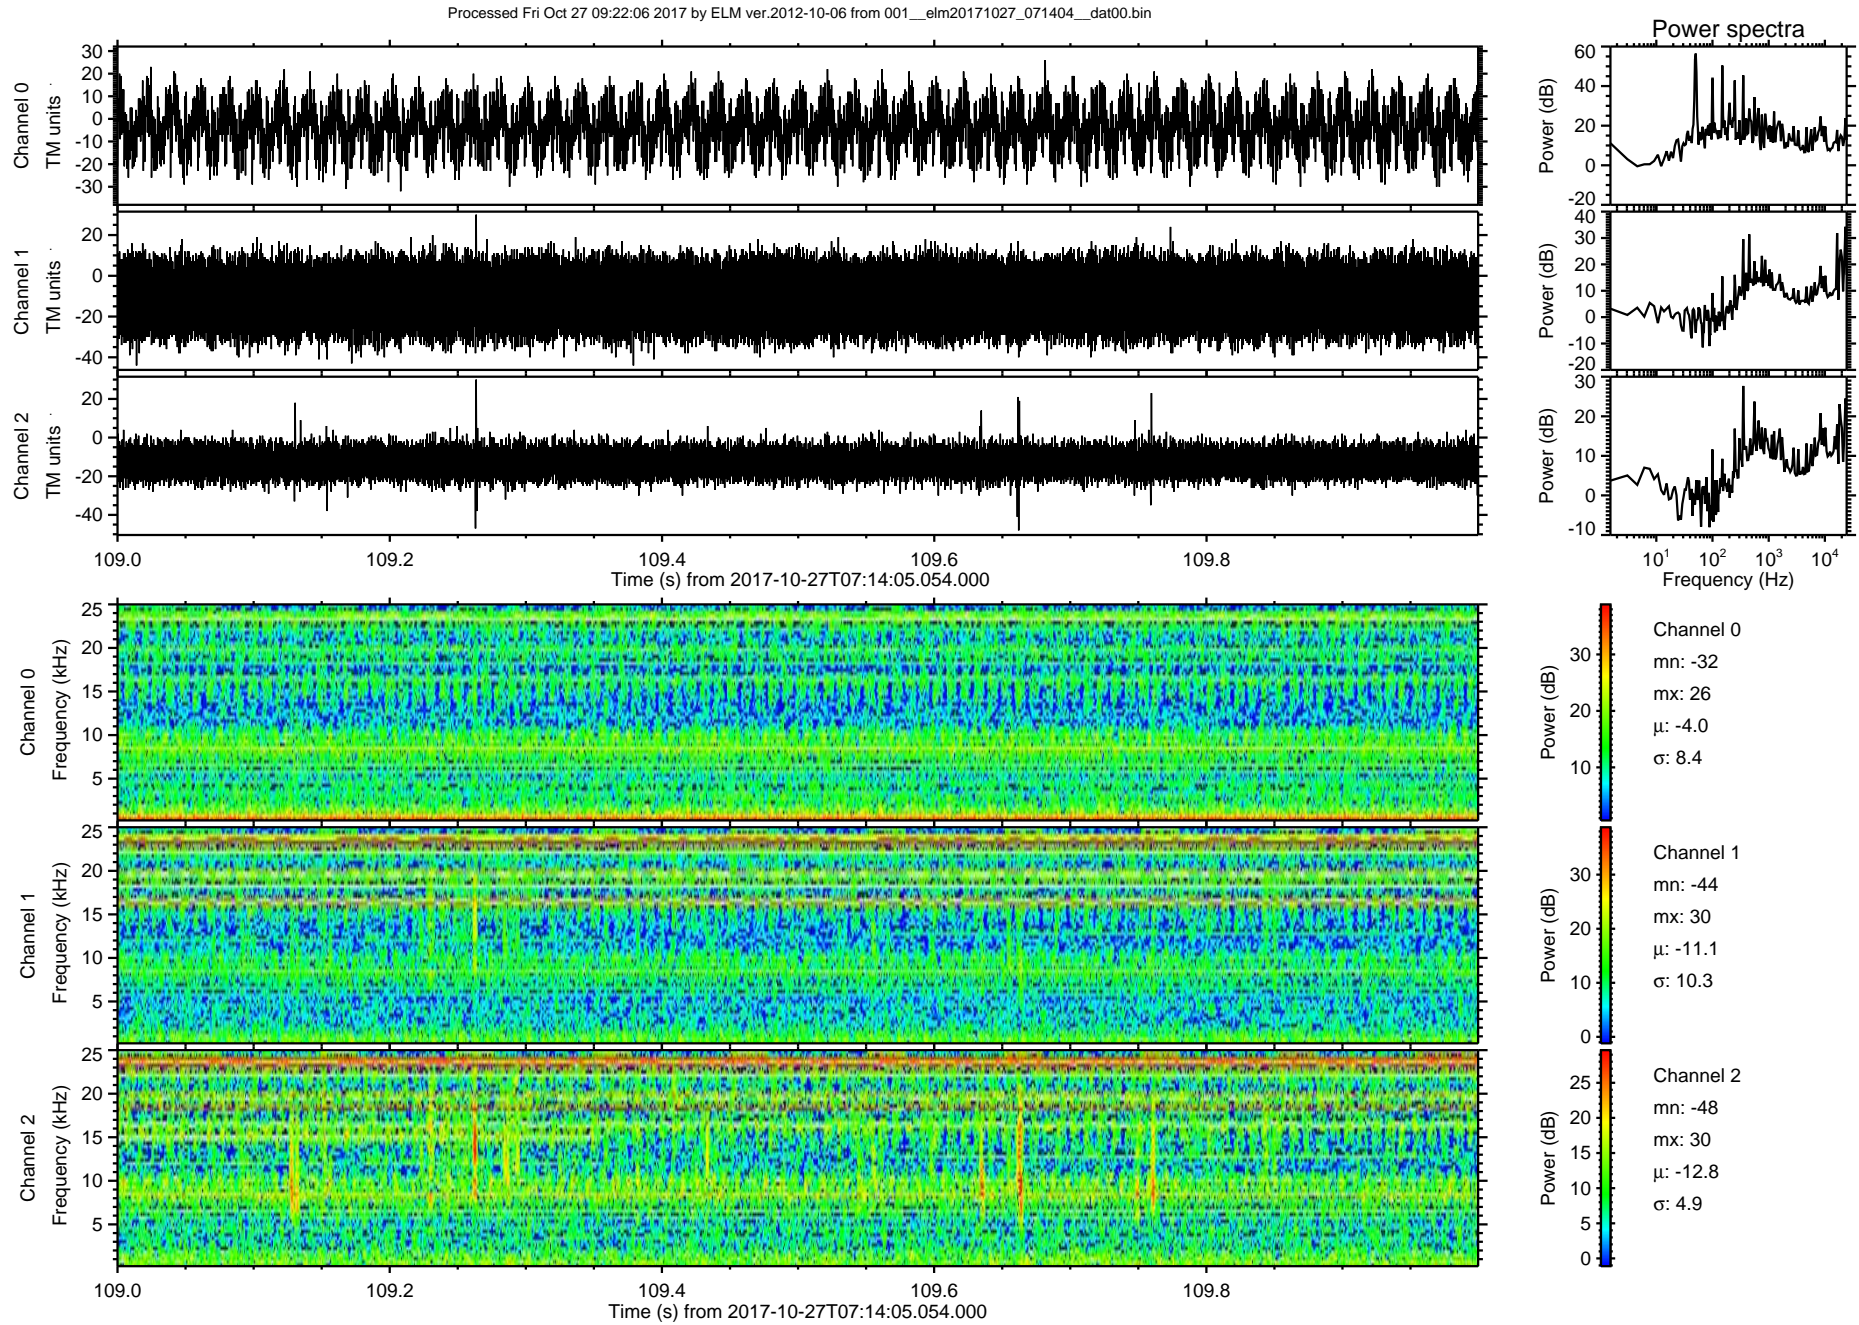 Processed Fri Oct 27 09:22:06 2017 by ELM ver.2012-10-06 from 001__elm20171027_071404__dat00.bin
Power spectra
Channel 0
TM units
30
20
10
0
-10
-20
-30
Power (dB)
60
40
20
0
-20
Channel 1
TM units
20
0
-20
-40
Power (dB)
40
30
20
10
0
-10
-20
Channel 2
TM units
20
0
-20
-40
Power (dB)
30
20
10
0
-10
109.0 109.2 109.4 109.6 109.8
Time (s) from 2017-10-27T07:14:05.054.000
10^1 10^2 10^3 10^4
Frequency (Hz)
Channel 0
Frequency (kHz)
25
20
15
10
5
Power (dB)
30
20
10
Channel 0
mn: -32
mx: 26
μ: -4.0
σ: 8.4
Channel 1
Frequency (kHz)
25
20
15
10
5
Power (dB)
30
20
10
0
Channel 1
mn: -44
mx: 30
μ: -11.1
σ: 10.3
Channel 2
Frequency (kHz)
25
20
15
10
5
Power (dB)
25
20
15
10
5
0
Channel 2
mn: -48
mx: 30
μ: -12.8
σ: 4.9
109.0 109.2 109.4 109.6 109.8
Time (s) from 2017-10-27T07:14:05.054.000